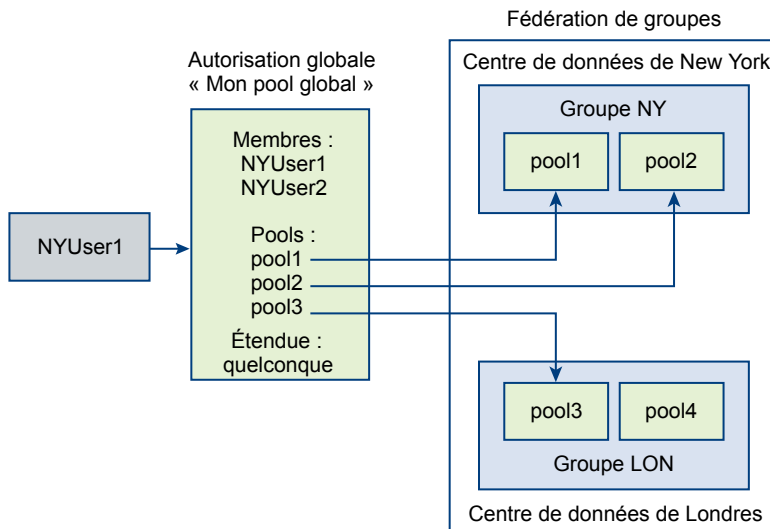 Fédération de groupes
Autorisation globale
« Mon pool global »
Centre de données de New York
Groupe NY
pool1
pool2
Membres :
NYUser1
NYUser2
NYUser1
Pools :
pool1
pool2
pool3
Étendue :
quelconque
pool3
pool4
Groupe LON
Centre de données de Londres